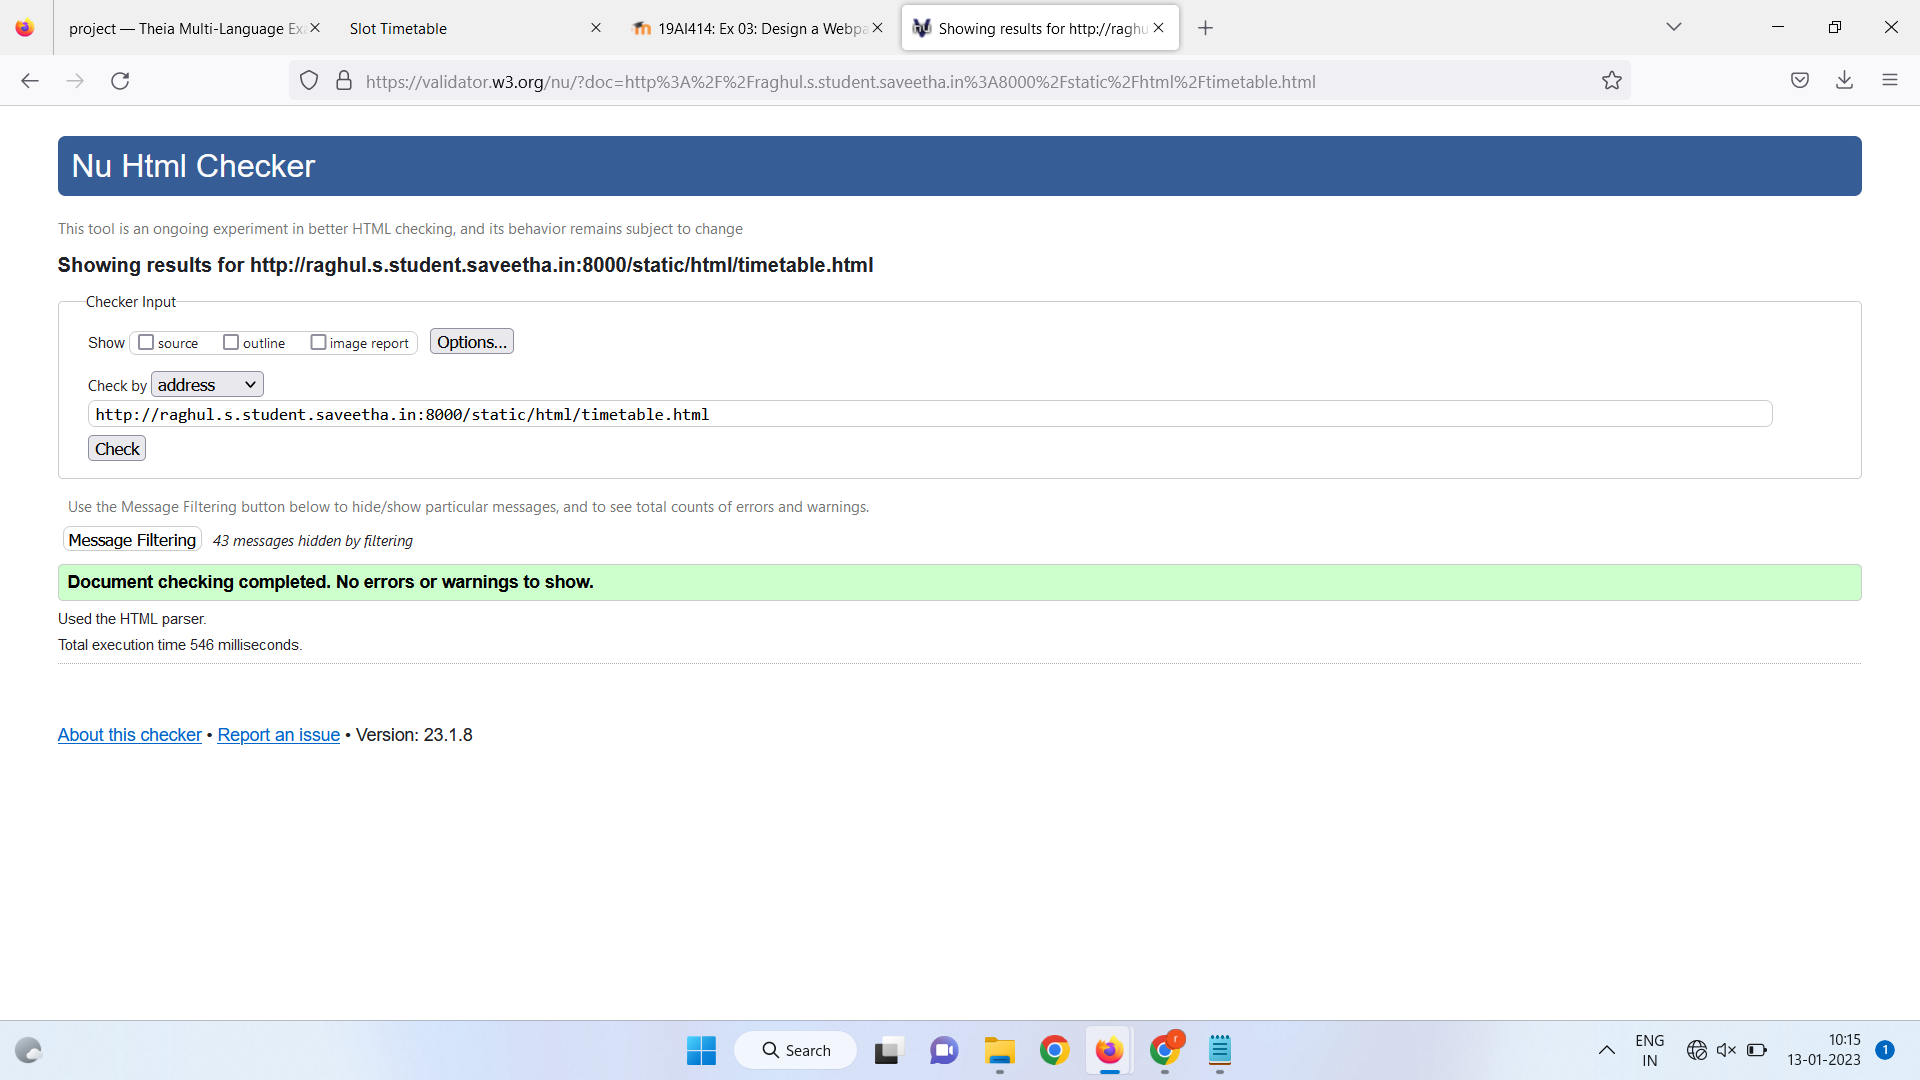 project — Theia Multi-Language Exa
Slot Timetable
19AI414: Ex 03: Design a Webpa
Showing results for http://raghu
https://validator.w3.org/nu/?doc=http%3A%2F%2Fraghul.s.student.saveetha.in%3A8000%2Fstatic%2Fhtml%2Ftimetable.html
Nu Html Checker
This tool is an ongoing experiment in better HTML checking, and its behavior remains subject to change
Showing results for http://raghul.s.student.saveetha.in:8000/static/html/timetable.html
Checker Input
Show source outline image report Options...
Check by address
http://raghul.s.student.saveetha.in:8000/static/html/timetable.html
Check
Use the Message Filtering button below to hide/show particular messages, and to see total counts of errors and warnings.
Message Filtering 43 messages hidden by filtering
Document checking completed. No errors or warnings to show.
Used the HTML parser.
Total execution time 546 milliseconds.
About this checker • Report an issue • Version: 23.1.8
Search
r
ENG
IN
10:15
13-01-2023
1